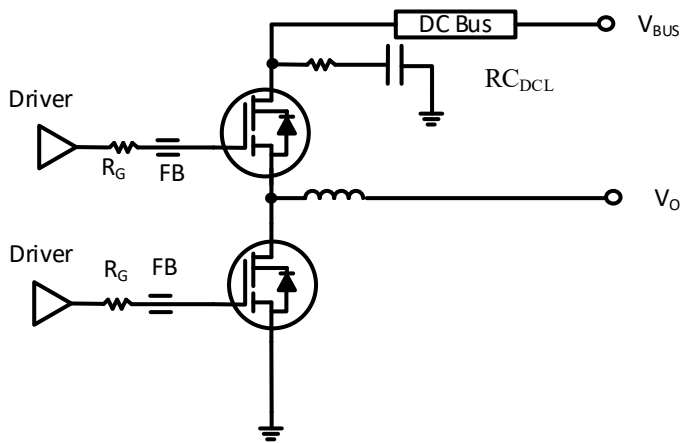 DC Bus
V_BUS
RC_DCL
Driver
R_G
FB
V_O
Driver
R_G
FB